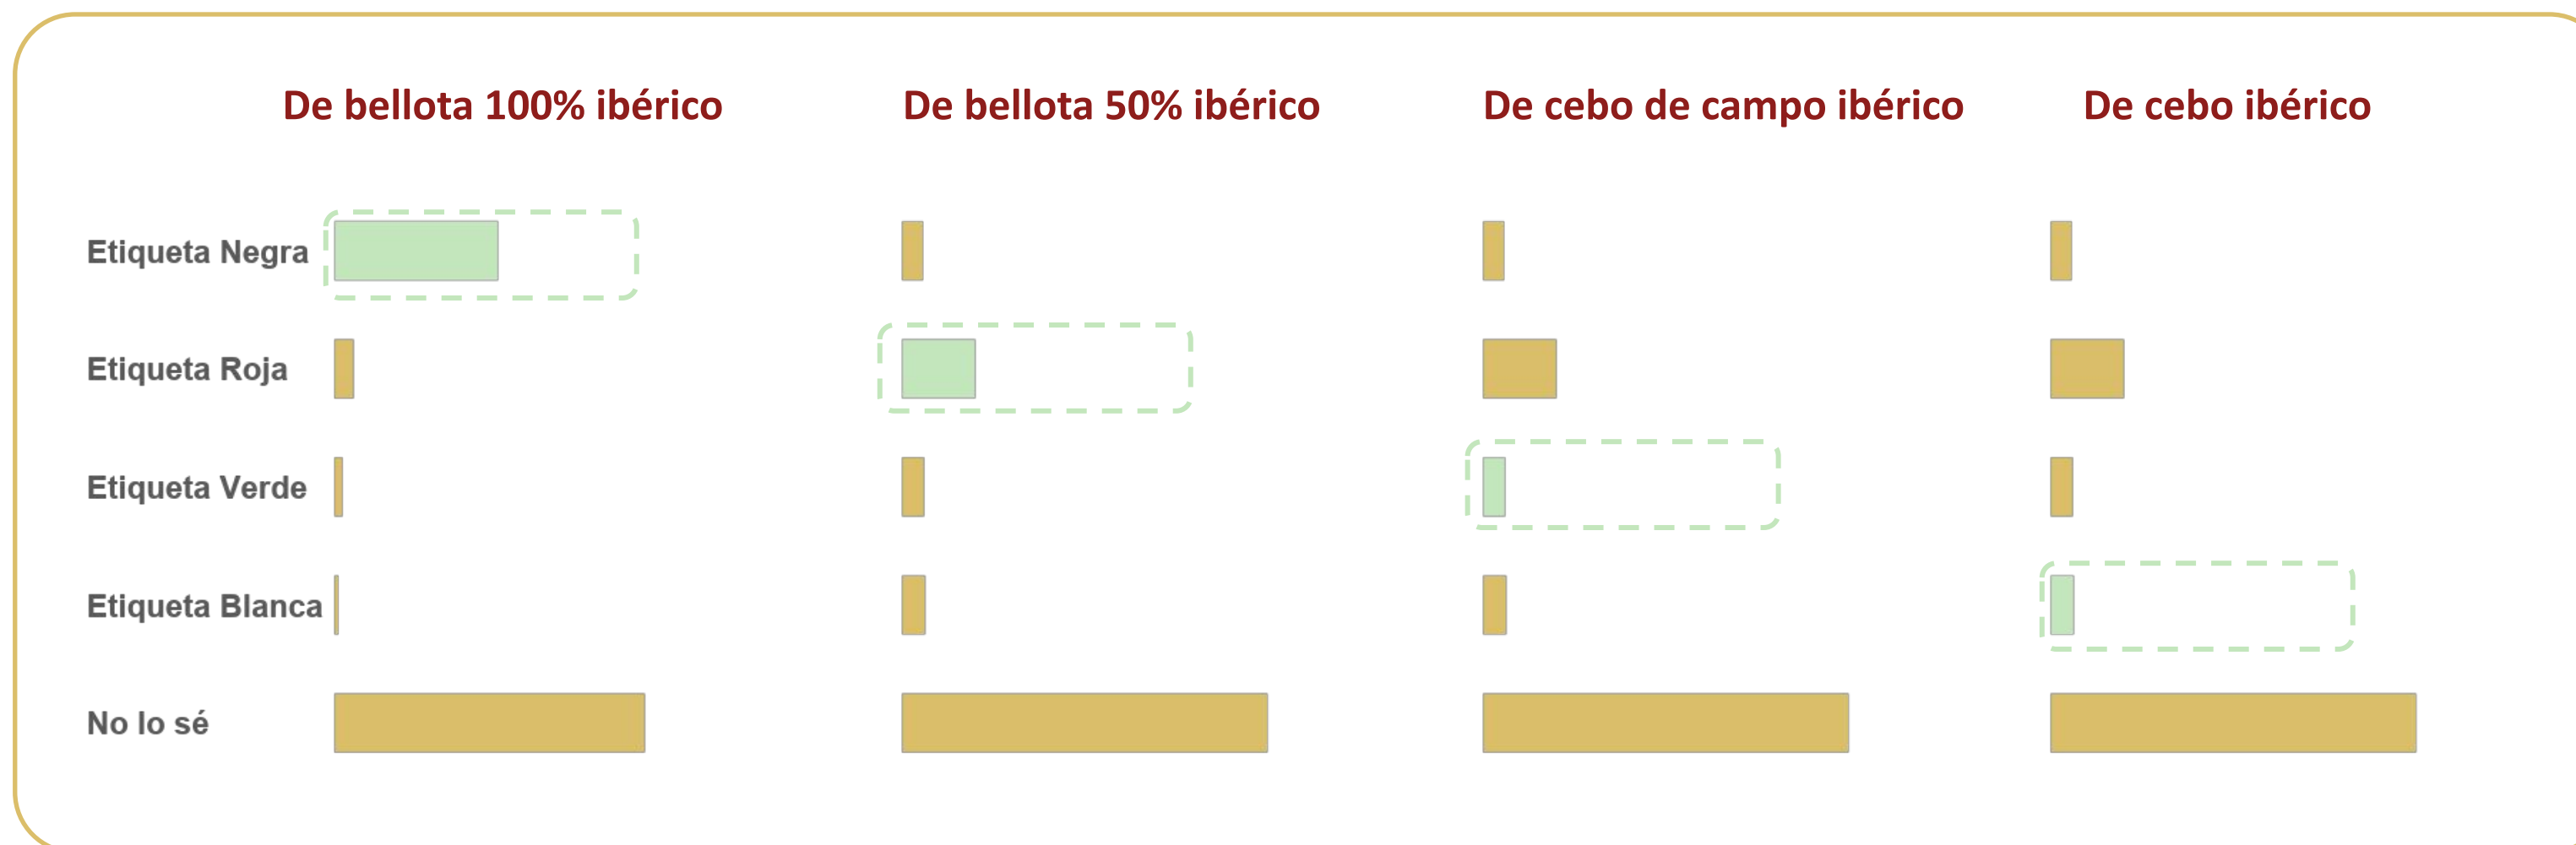 De bellota 100% ibérico
De bellota 50% ibérico
De cebo de campo ibérico
De cebo ibérico
Etiqueta Negra
Etiqueta Roja
Etiqueta Verde
Etiqueta Blanca
No lo sé